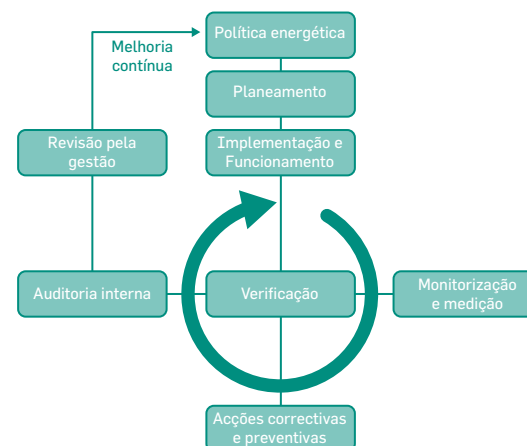 Política energética
Melhoria
contínua
Planeamento
Revisão pela
gestão
Implementação e
Funcionamento
Auditoria interna
Verificação
Monitorização
e medição
Acções correctivas
e preventivas